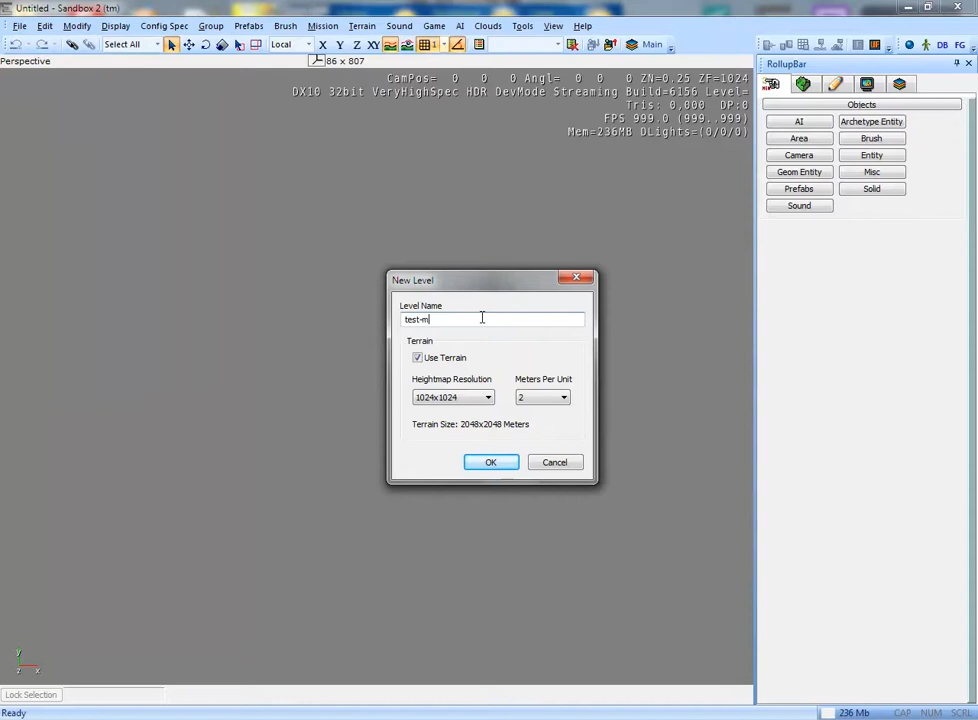 Untitled - Sandbox 2 (tm)
File Edit Modify Display Config Spec Group Prefabs Brush Mission Terrain Sound Game AI Clouds Tools View Help
Select All Local X Y Z XY 1 Main DB FG
Perspective 86 x 807
RollupBar
CamPos= 0 0 0 Angl= 0 0 0 ZN=0.25 ZF=1024
DX10 32bit VeryHighSpec HDR DevMode Streaming Build=6156 Level=
Tris: 0,000 DP:0
FPS 999.0 (999..999)
Mem=236MB DLights=(0/0/0)
Objects
AI Archetype Entity
Area Brush
Camera Entity
Geom Entity Misc
Prefabs Solid
Sound
New Level
Level Name
test-m
Terrain
Use Terrain
Heightmap Resolution Meters Per Unit
1024x1024 2
Terrain Size: 2048x2048 Meters
OK Cancel
y
z x
Lock Selection
Ready 236 Mb CAP NUM SCRL